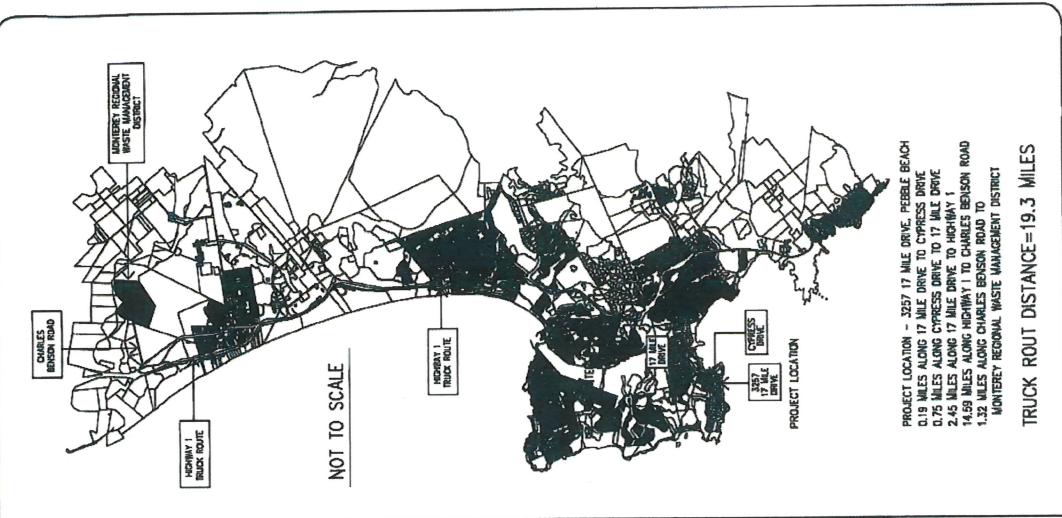 CHARLES
BENSON ROAD
MONTEREY REGIONAL
WASTE MANAGEMENT
DISTRICT
HIGHWAY 1
TRUCK ROUTE
NOT TO SCALE
HIGHWAY 1
TRUCK ROUTE
17 MILE
DRIVE
CYPRESS
DRIVE
3257
17 MILE
DRIVE
PROJECT LOCATION
PROJECT LOCATION - 3257 17 MILE DRIVE, PEBBLE BEACH
0.19 MILES ALONG 17 MILE DRIVE TO CYPRESS DRIVE
0.75 MILES ALONG CYPRESS DRIVE TO 17 MILE DRIVE
2.45 MILES ALONG 17 MILE DRIVE TO HIGHWAY 1
14.59 MILES ALONG HIGHWAY 1 TO CHARLES BENSON ROAD
1.32 MILES ALONG CHARLES BENSON ROAD TO
MONTEREY REGIONAL WASTE MANAGEMENT DISTRICT
TRUCK ROUT DISTANCE=19.3 MILES